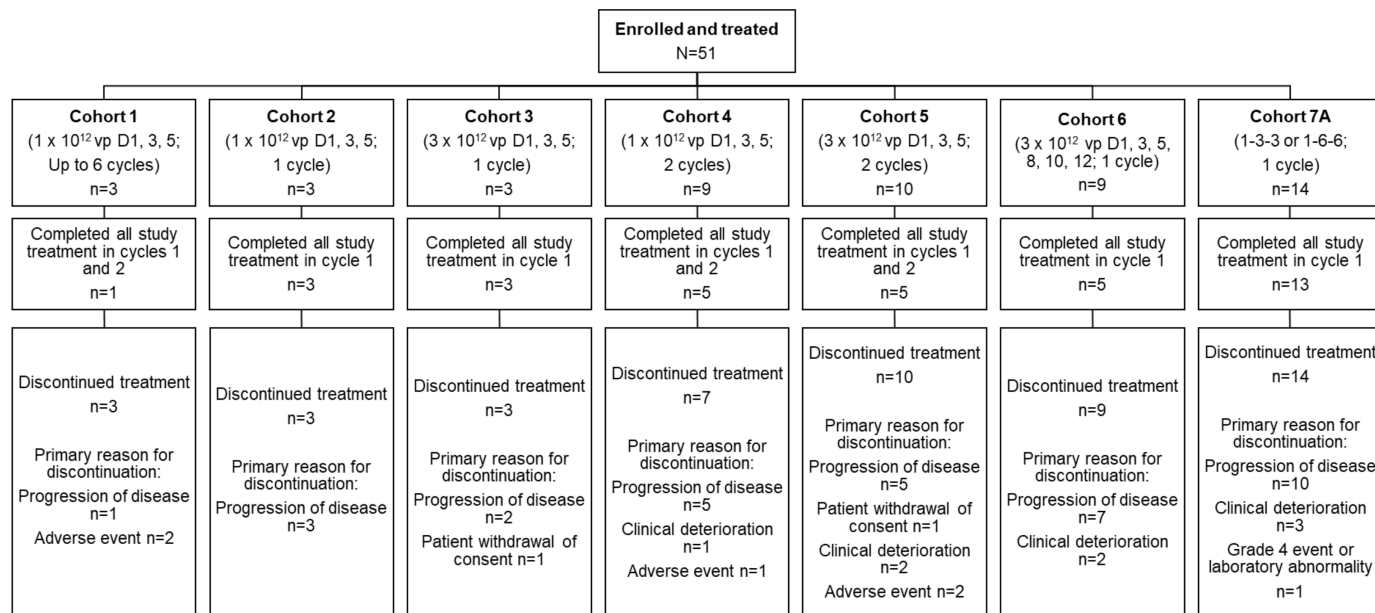 Enrolled and treated
N=51
Cohort 1
(1 x 10¹² vp D1, 3, 5;
Up to 6 cycles)
n=3
Cohort 2
(1 x 10¹² vp D1, 3, 5;
1 cycle)
n=3
Cohort 3
(3 x 10¹² vp D1, 3, 5;
1 cycle)
n=3
Cohort 4
(1 x 10¹² vp D1, 3, 5;
2 cycles)
n=9
Cohort 5
(3 x 10¹² vp D1, 3, 5;
2 cycles)
n=10
Cohort 6
(3 x 10¹² vp D1, 3, 5,
8, 10, 12; 1 cycle)
n=9
Cohort 7A
(1-3-3 or 1-6-6;
1 cycle)
n=14
Completed all study
treatment in cycles 1
and 2
n=1
Completed all study
treatment in cycle 1
n=3
Completed all study
treatment in cycle 1
n=3
Completed all study
treatment in cycles 1
and 2
n=5
Completed all study
treatment in cycles 1
and 2
n=5
Completed all study
treatment in cycle 1
n=5
Completed all study
treatment in cycle 1
n=13
Discontinued treatment
n=3
Primary reason for
discontinuation:
Progression of disease
n=1
Adverse event n=2
Discontinued treatment
n=3
Primary reason for
discontinuation:
Progression of disease
n=3
Discontinued treatment
n=3
Primary reason for
discontinuation:
Progression of disease
n=2
Patient withdrawal of
consent n=1
Discontinued treatment
n=7
Primary reason for
discontinuation:
Progression of disease
n=5
Clinical deterioration
n=1
Adverse event n=1
Discontinued treatment
n=10
Primary reason for
discontinuation:
Progression of disease
n=5
Patient withdrawal of
consent n=1
Clinical deterioration
n=2
Adverse event n=2
Discontinued treatment
n=9
Primary reason for
discontinuation:
Progression of disease
n=7
Clinical deterioration
n=2
Discontinued treatment
n=14
Primary reason for
discontinuation:
Progression of disease
n=10
Clinical deterioration
n=3
Grade 4 event or
laboratory abnormality
n=1